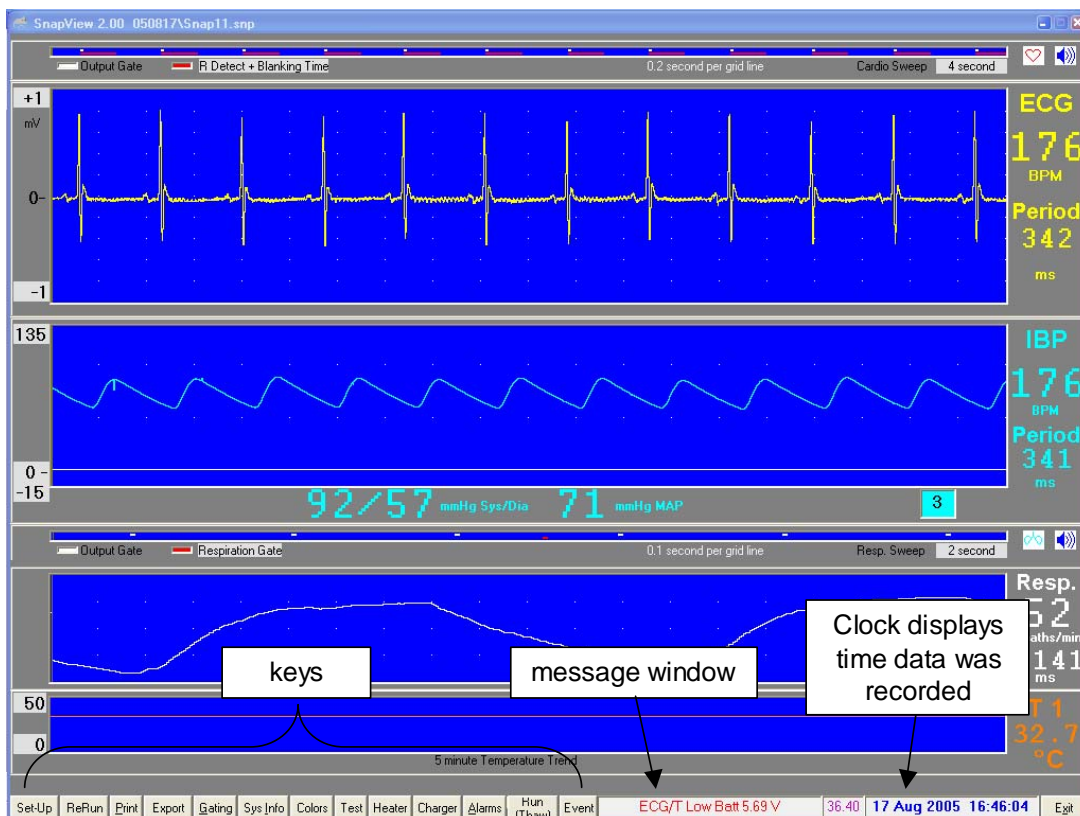 SnapView 2.00 050817\Snap11.snp
Output Gate R Detect + Blanking Time 0.2 second per grid line Cardio Sweep 4 second
+1
mV
0-
-1
ECG
176
BPM
Period
342
ms
135
0 -
-15
IBP
176
BPM
Period
341
ms
92/57 mmHg Sys/Dia 71 mmHg MAP 3
Output Gate Respiration Gate 0.1 second per grid line Resp. Sweep 2 second
Resp.
52
141
ms
keys
message window
Clock displays
time data was
recorded
50
0
T 1
32.7
°C
5 minute Temperature Trend
Set-Up ReRun Print Export Gating Sys Info Colors Test Heater Charger Alarms Run (Thaw) Event ECG/T Low Batt 5.69 V 36.40 17 Aug 2005 16:46:04 Exit